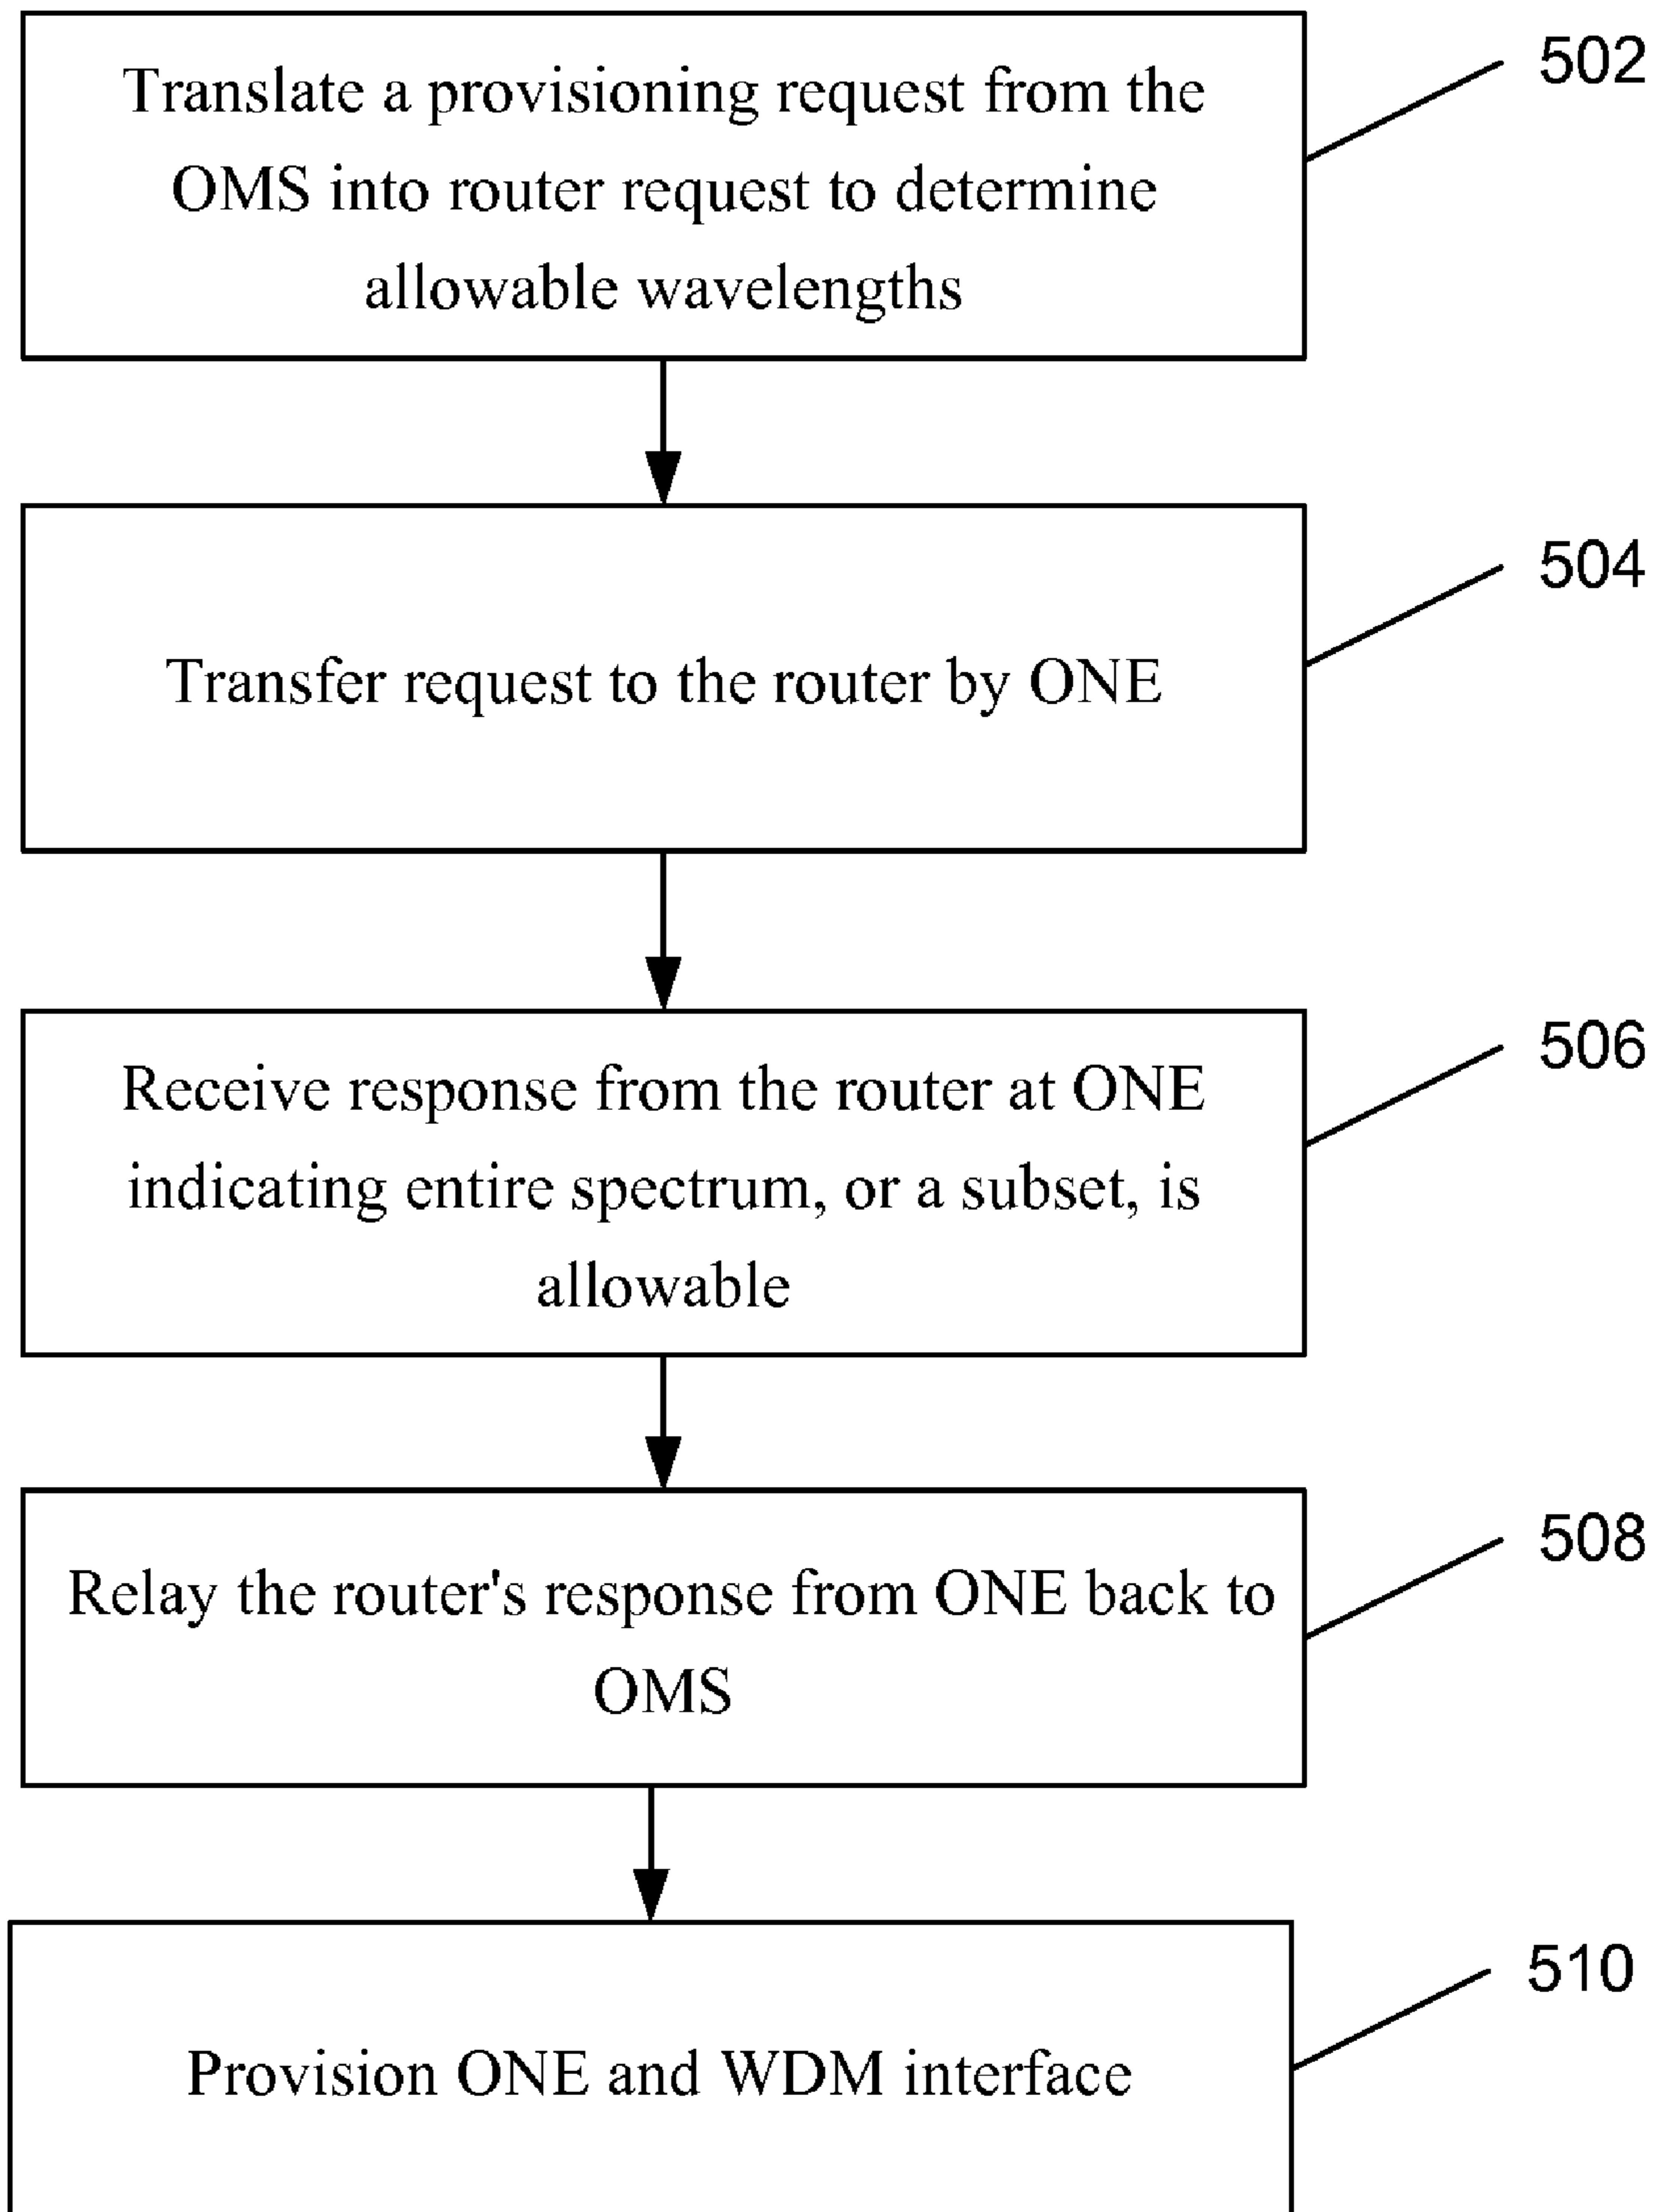 Translate a provisioning request from the
OMS into router request to determine
allowable wavelengths
502
Transfer request to the router by ONE
504
Receive response from the router at ONE
indicating entire spectrum, or a subset, is
allowable
506
Relay the router's response from ONE back to
OMS
508
Provision ONE and WDM interface
510